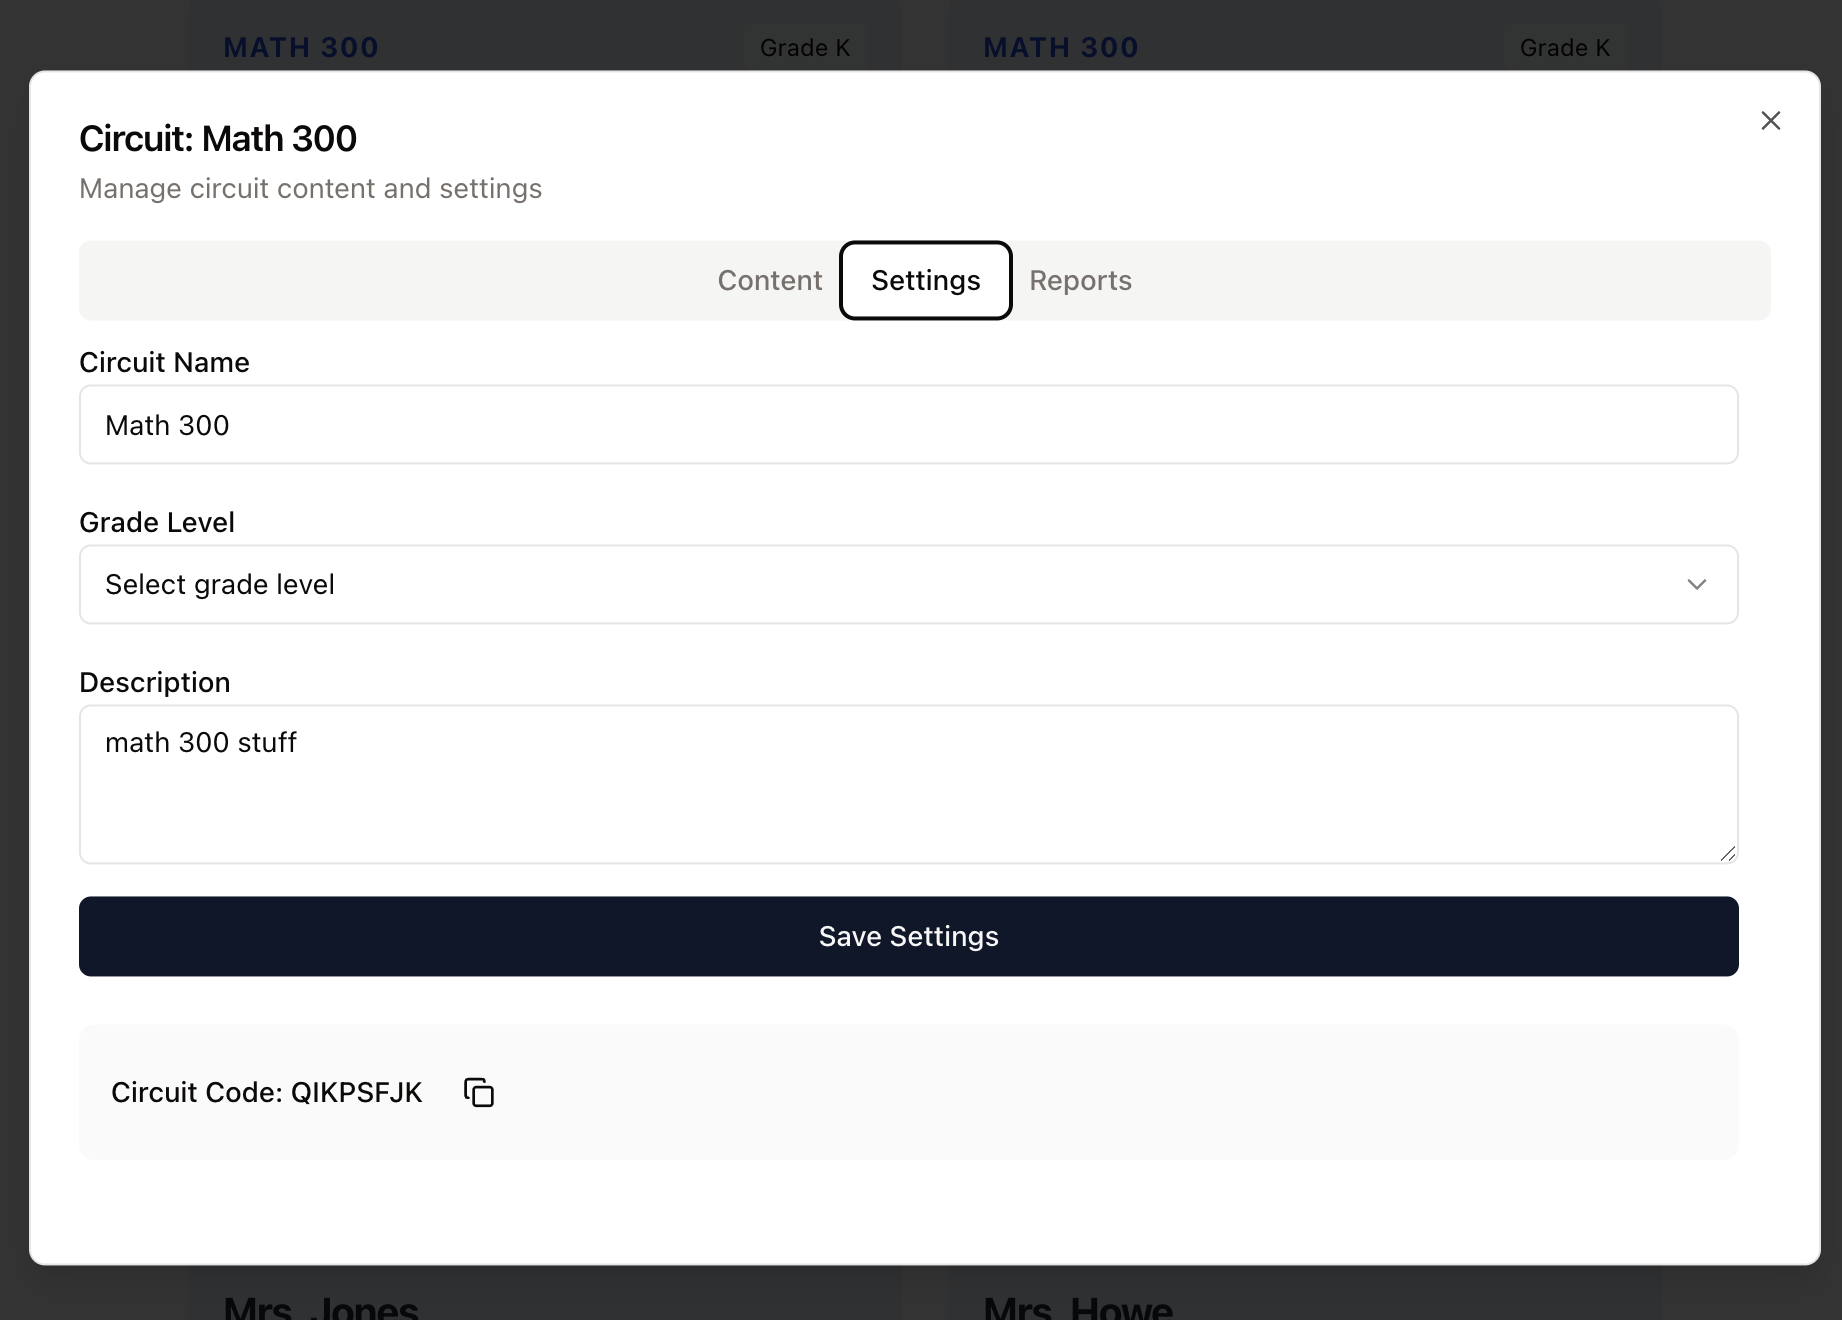 MATH 300 Grade K MATH 300 Grade K
Circuit: Math 300
Manage circuit content and settings
Content Settings Reports
Circuit Name
Math 300
Grade Level
Select grade level
Description
math 300 stuff
Save Settings
Circuit Code: QIKPSFJK
Mrs. Jones Mrs. Howe